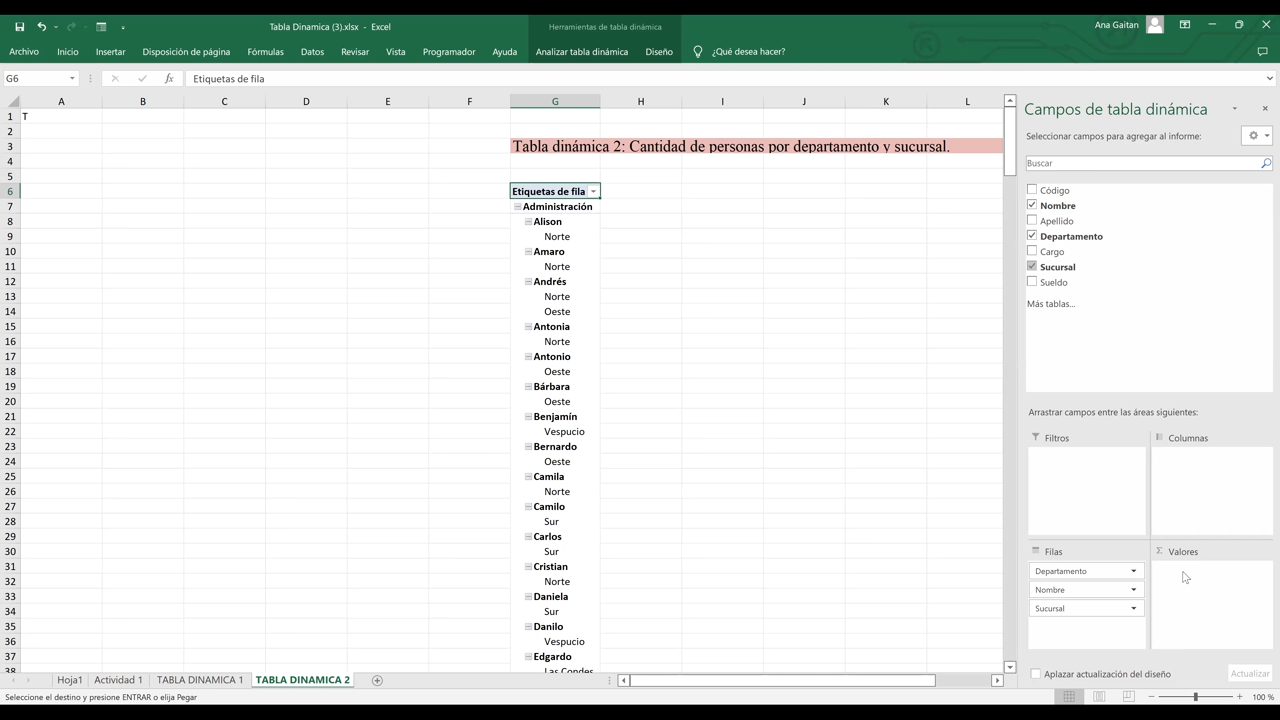 Tabla Dinamica (3).xlsx - Excel
Herramientas de tabla dinámica
Ana Gaitan
Archivo Inicio Insertar Disposición de página Fórmulas Datos Revisar Vista Programador Ayuda Analizar tabla dinámica Diseño ¿Qué desea hacer?
G6 fx Etiquetas de fila
A B C D E F G H I J K L
1 T
2
3 Tabla dinámica 2: Cantidad de personas por departamento y sucursal.
4
5
6 Etiquetas de fila
7 Administración
8 Alison
9 Norte
10 Amaro
11 Norte
12 Andrés
13 Norte
14 Oeste
15 Antonia
16 Norte
17 Antonio
18 Oeste
19 Bárbara
20 Oeste
21 Benjamín
22 Vespucio
23 Bernardo
24 Oeste
25 Camila
26 Norte
27 Camilo
28 Sur
29 Carlos
30 Sur
31 Cristian
32 Norte
33 Daniela
34 Sur
35 Danilo
36 Vespucio
37 Edgardo
38 Las Condes
Campos de tabla dinámica
Seleccionar campos para agregar al informe:
Buscar
Código
Nombre
Apellido
Departamento
Cargo
Sucursal
Sueldo
Más tablas...
Arrastrar campos entre las áreas siguientes:
Filtros
Columnas
Filas
Σ Valores
Departamento
Nombre
Sucursal
Aplazar actualización del diseño Actualizar
Hoja1 Actividad 1 TABLA DINAMICA 1 TABLA DINAMICA 2
Seleccione el destino y presione ENTRAR o elija Pegar
100 %